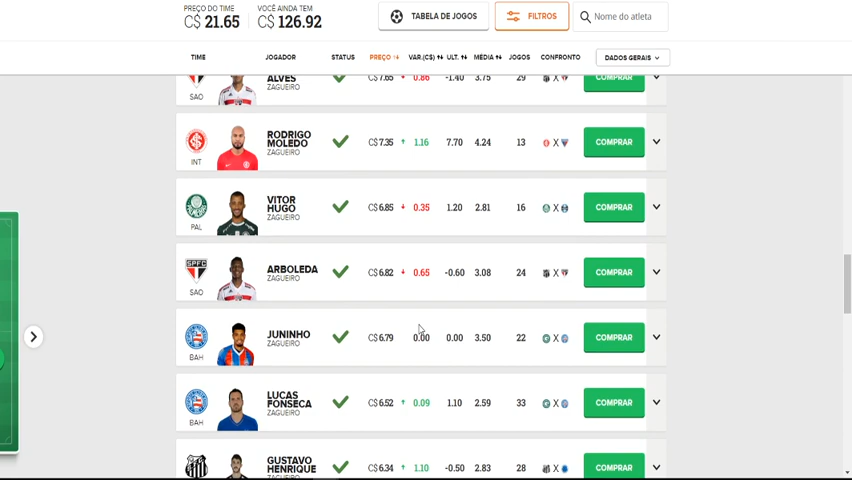 PREÇO DO TIME
C$ 21.65
VOCÊ AINDA TEM
C$ 126.92
TABELA DE JOGOS
FILTROS
Nome do atleta
TIME JOGADOR STATUS PREÇO VAR.(C$) ULT. MÉDIA JOGOS CONFRONTO DADOS GERAIS
SAO
ALVES
ZAGUEIRO
C$ 7.65 0.86 -1.40 3.75 29 X COMPRAR
INT
RODRIGO
MOLEDO
ZAGUEIRO
C$ 7.35 1.16 7.70 4.24 13 X COMPRAR
PAL
VITOR
HUGO
ZAGUEIRO
C$ 6.85 0.35 1.20 2.81 16 X COMPRAR
SPFC
SAO
ARBOLEDA
ZAGUEIRO
C$ 6.82 0.65 -0.60 3.08 24 X COMPRAR
BAH
JUNINHO
ZAGUEIRO
C$ 6.79 0.00 0.00 3.50 22 X COMPRAR
BAH
LUCAS
FONSECA
ZAGUEIRO
C$ 6.52 0.09 1.10 2.59 33 X COMPRAR
GUSTAVO
HENRIQUE
ZAGUEIRO
C$ 6.34 1.10 -0.50 2.83 28 X COMPRAR